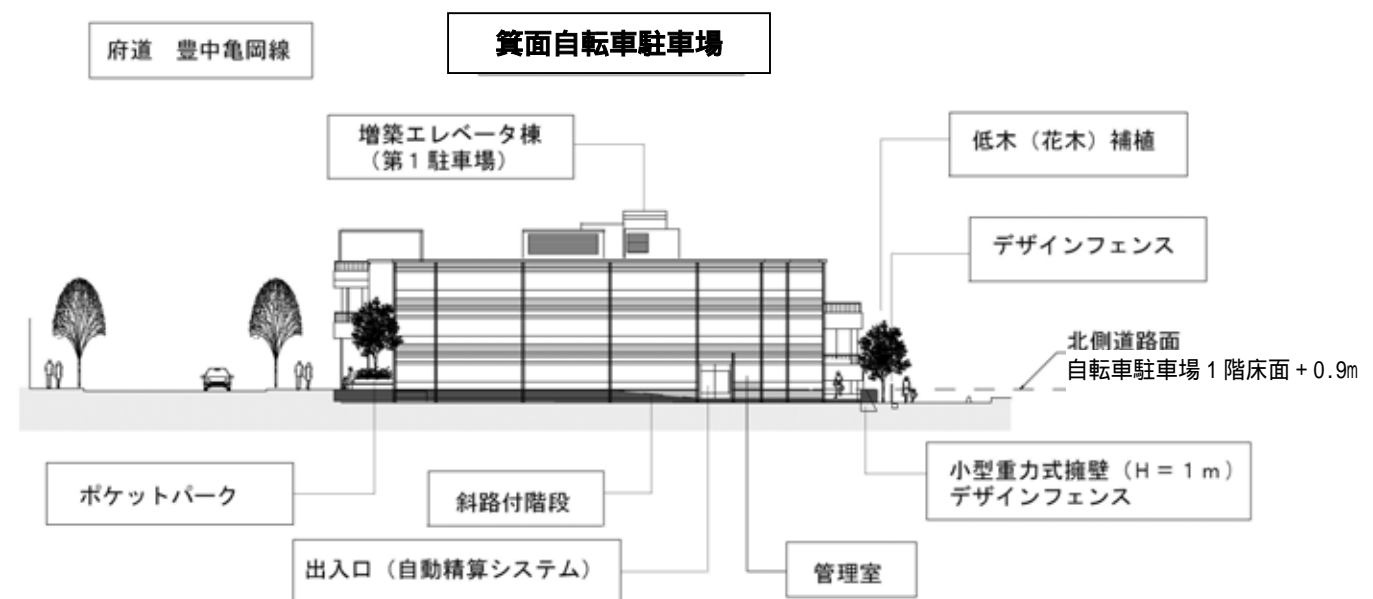 府道 豊中亀岡線
箕面自転車駐車場
増築エレベータ棟
(第1駐車場)
低木(花木)補植
デザインフェンス
北側道路面
自転車駐車場1階床面+0.9m
ポケットパーク
斜路付階段
小型重力式擁壁(H=1m)
デザインフェンス
出入口(自動精算システム)
管理室